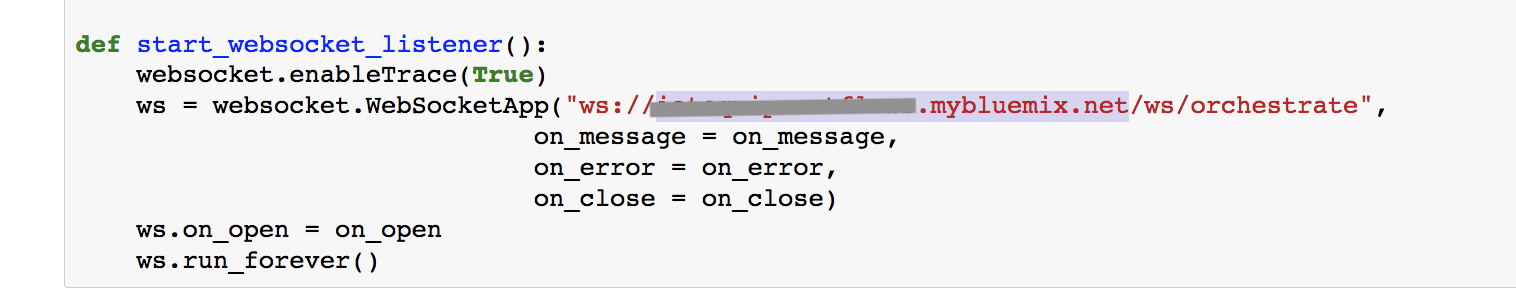 def start_websocket_listener():
    websocket.enableTrace(True)
    ws = websocket.WebSocketApp("ws://.mybluemix.net/ws/orchestrate",
                              on_message = on_message,
                              on_error = on_error,
                              on_close = on_close)
    ws.on_open = on_open
    ws.run_forever()